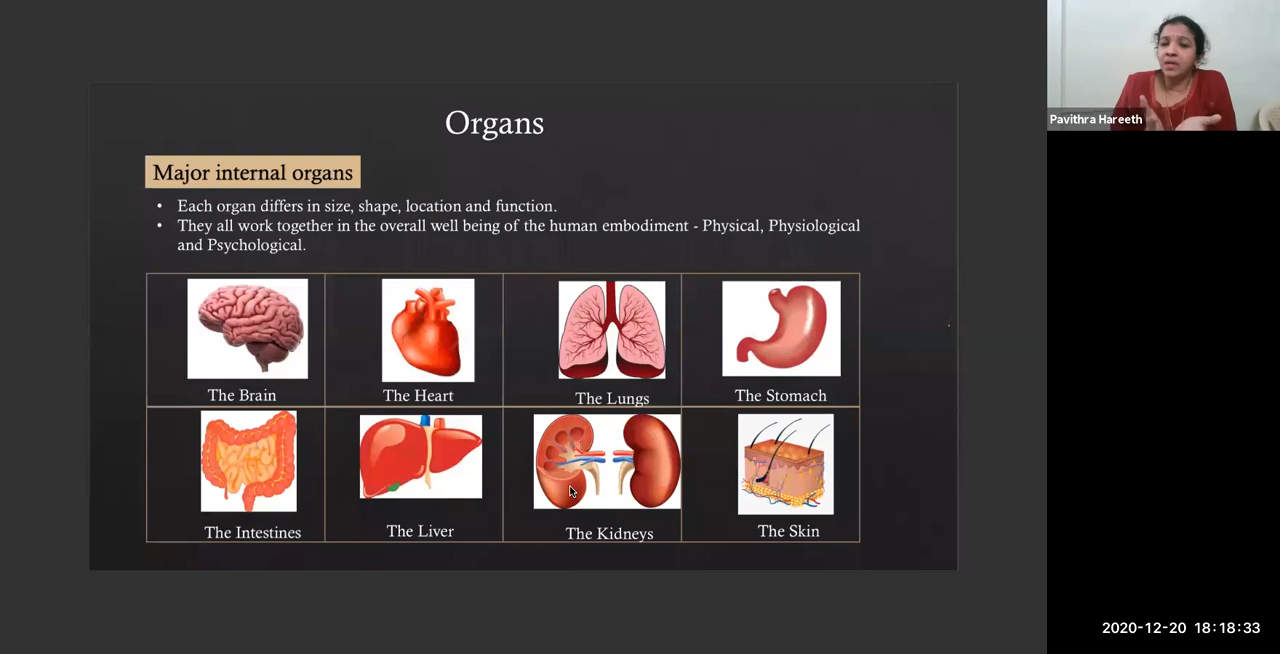 Organs
Major internal organs
• Each organ differs in size, shape, location and function.
• They all work together in the overall well being of the human embodiment - Physical, Physiological
and Psychological.
The Brain
The Heart
The Lungs
The Stomach
The Intestines
The Liver
The Kidneys
The Skin
Pavithra Hareeth
2020-12-20 18:18:33